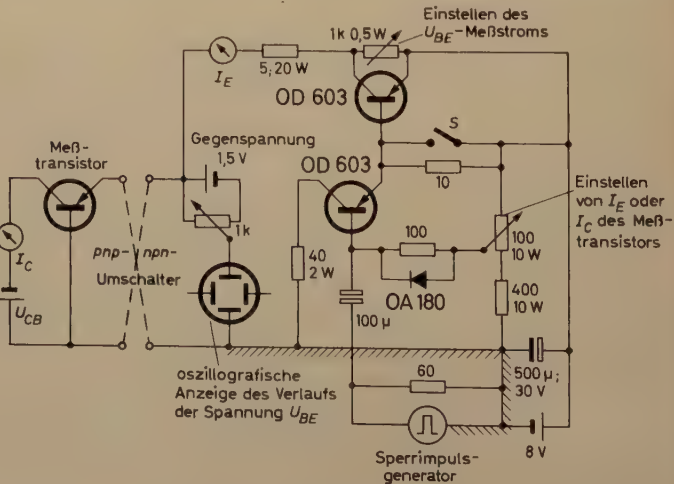 Einstellen des
U_BE-Meßstroms
1k 0,5W
5; 20 W
I_E
OD 603
S
Gegenspannung
1,5 V
Meß-
transistor
OD 603
10
Einstellen
von I_E oder
I_C des Meß-
transistors
1k
100
100
10 W
I_C
pnp-
npn-
Umschalter
40
2 W
OA 180
400
10 W
U_CB
100 µ
oszillografische
Anzeige des Verlaufs
der Spannung U_BE
60
500 µ;
30 V
8 V
Sperrimpuls-
generator